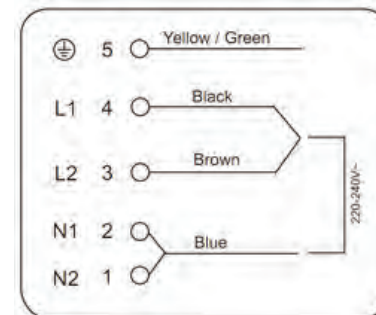 ⏚ 5 Yellow / Green
L1 4 Black
L2 3 Brown
N1 2
Blue
N2 1
220-240V~